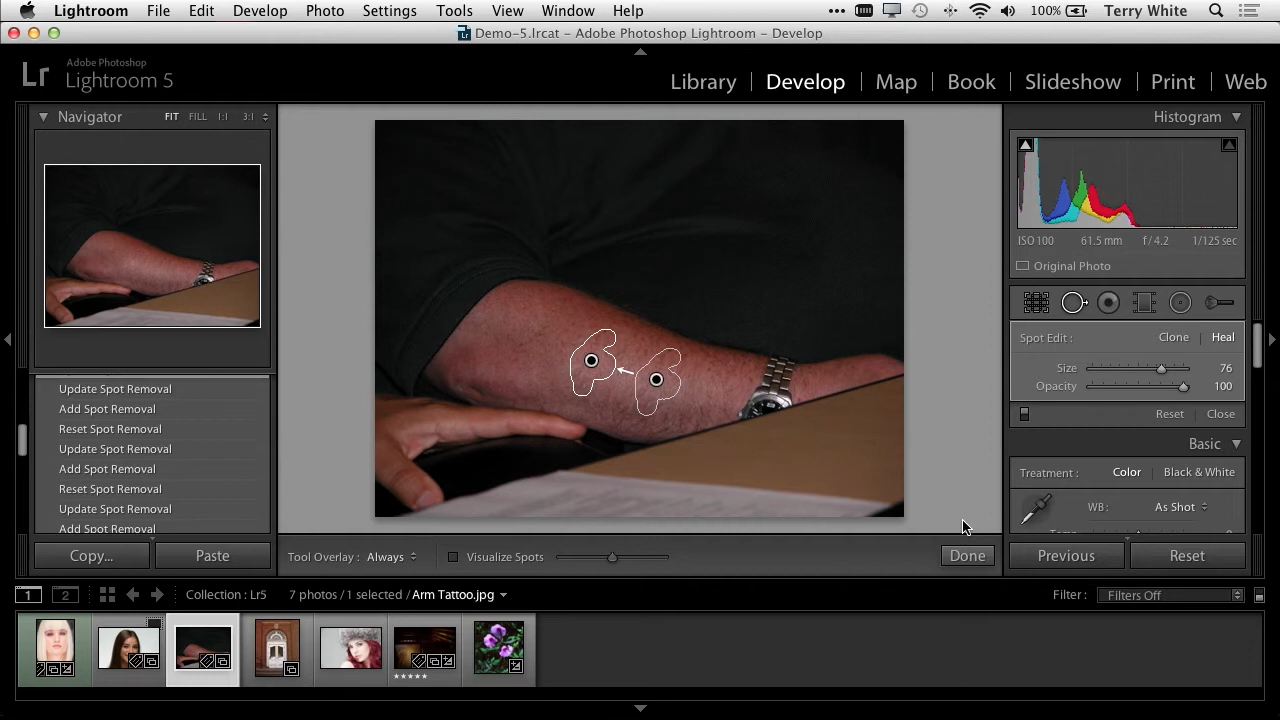 Lightroom File Edit Develop Photo Settings Tools View Window Help 100% Terry White
Demo-5.lrcat – Adobe Photoshop Lightroom – Develop
Lr Adobe Photoshop Lightroom 5
Library | Develop | Map | Book | Slideshow | Print | Web
Navigator FIT FILL 1:1 3:1
Histogram
ISO 100 61.5 mm f / 4.2 1/125 sec
Original Photo
Spot Edit : Clone | Heal
Size 76
Opacity 100
Reset Close
Update Spot Removal
Add Spot Removal
Reset Spot Removal
Update Spot Removal
Add Spot Removal
Reset Spot Removal
Update Spot Removal
Add Spot Removal
Basic
Treatment : Color | Black & White
WB : As Shot
Copy... Paste
Tool Overlay : Always Visualize Spots Done
Previous Reset
1 2 Collection : Lr5 7 photos / 1 selected / Arm Tattoo.jpg Filter : Filters Off